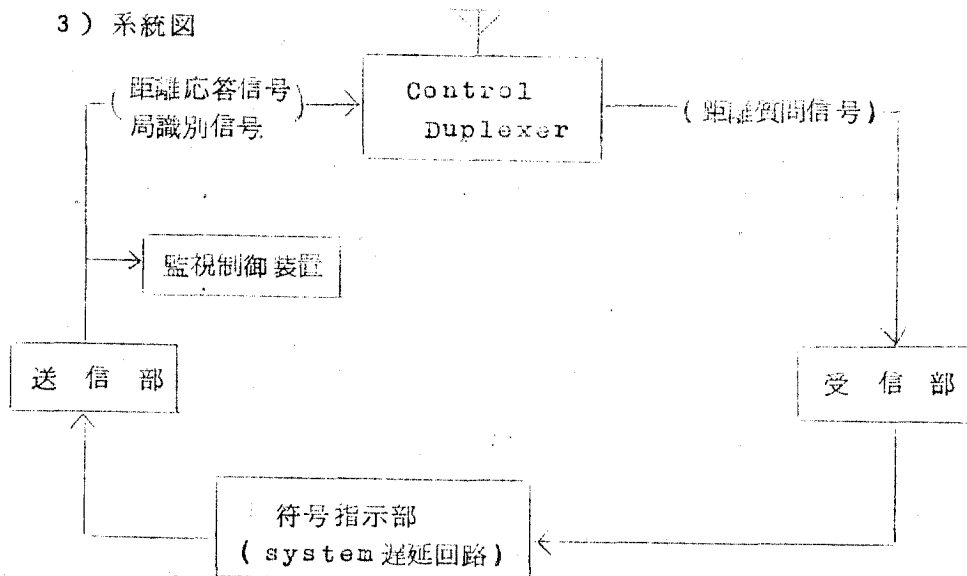 3) 系統図
(距離応答信号
局識別信号)
Control
Duplexer
(距離質問信号)
監視制御装置
送信部
受信部
符号指示部
(system遅延回路)